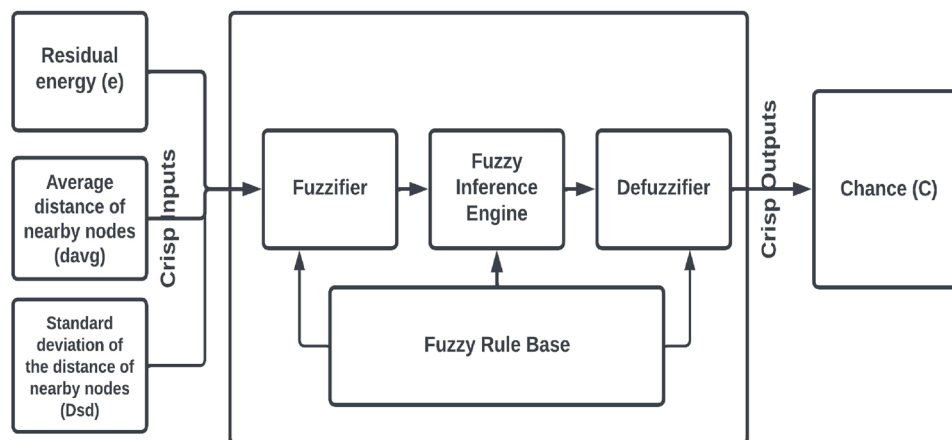 Residual
energy (e)
Average
distance of
nearby nodes
(davg)
Standard
deviation of
the distance of
nearby nodes
(Dsd)
Crisp Inputs
Fuzzifier
Fuzzy
Inference
Engine
Defuzzifier
Fuzzy Rule Base
Crisp Outputs
Chance (C)